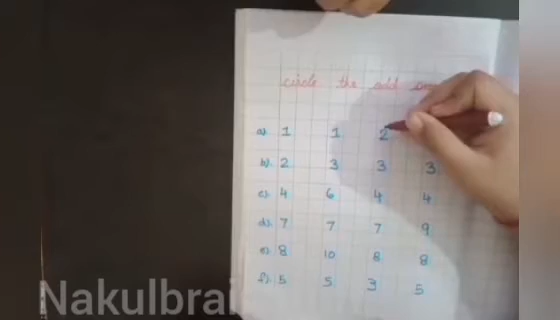 circle the odd
a) 1 1 2
b) 2 3 3 3
c) 4 6 4 4
d) 7 7 7 9
e) 8 10 8 8
f) 5 5 3 5
Nakulbrai